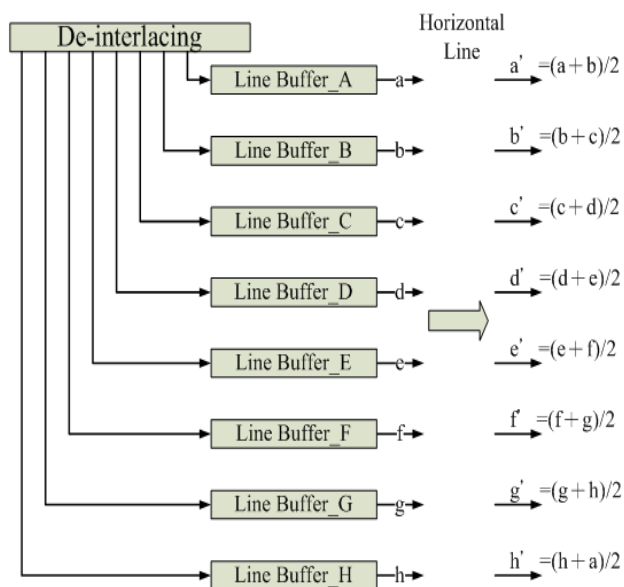 De-interlacing
Horizontal
Line
Line Buffer_A a a' =(a+b)/2
Line Buffer_B b b' =(b+c)/2
Line Buffer_C c c' =(c+d)/2
Line Buffer_D d d' =(d+e)/2
Line Buffer_E e e' =(e+f)/2
Line Buffer_F f f' =(f+g)/2
Line Buffer_G g g' =(g+h)/2
Line Buffer_H h h' =(h+a)/2